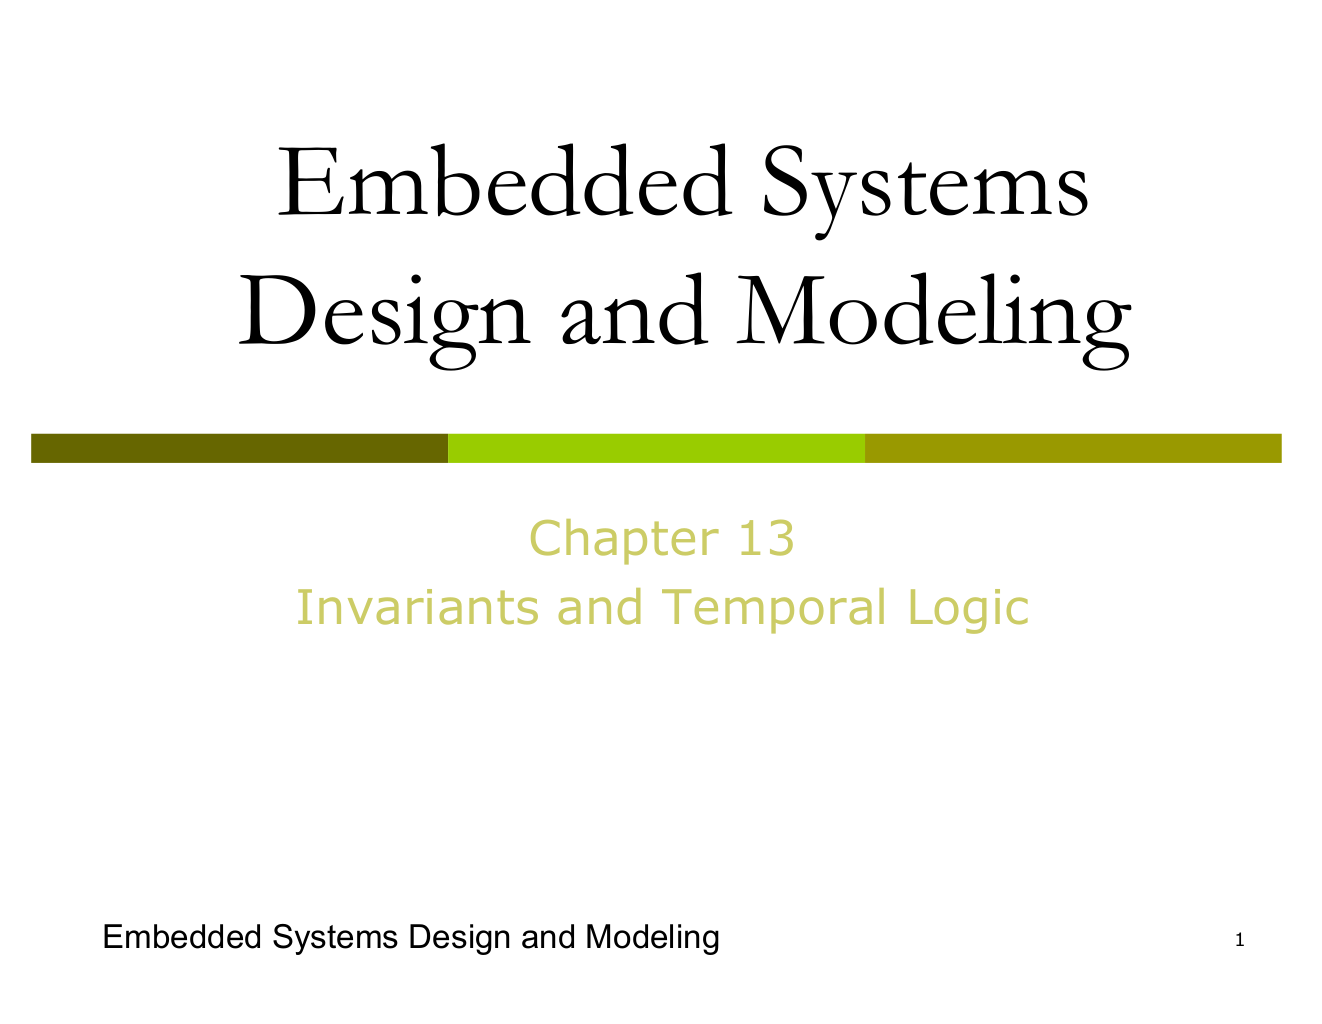 Embedded Systems
Design and Modeling
Chapter 13
Invariants and Temporal Logic
Embedded Systems Design and Modeling
1